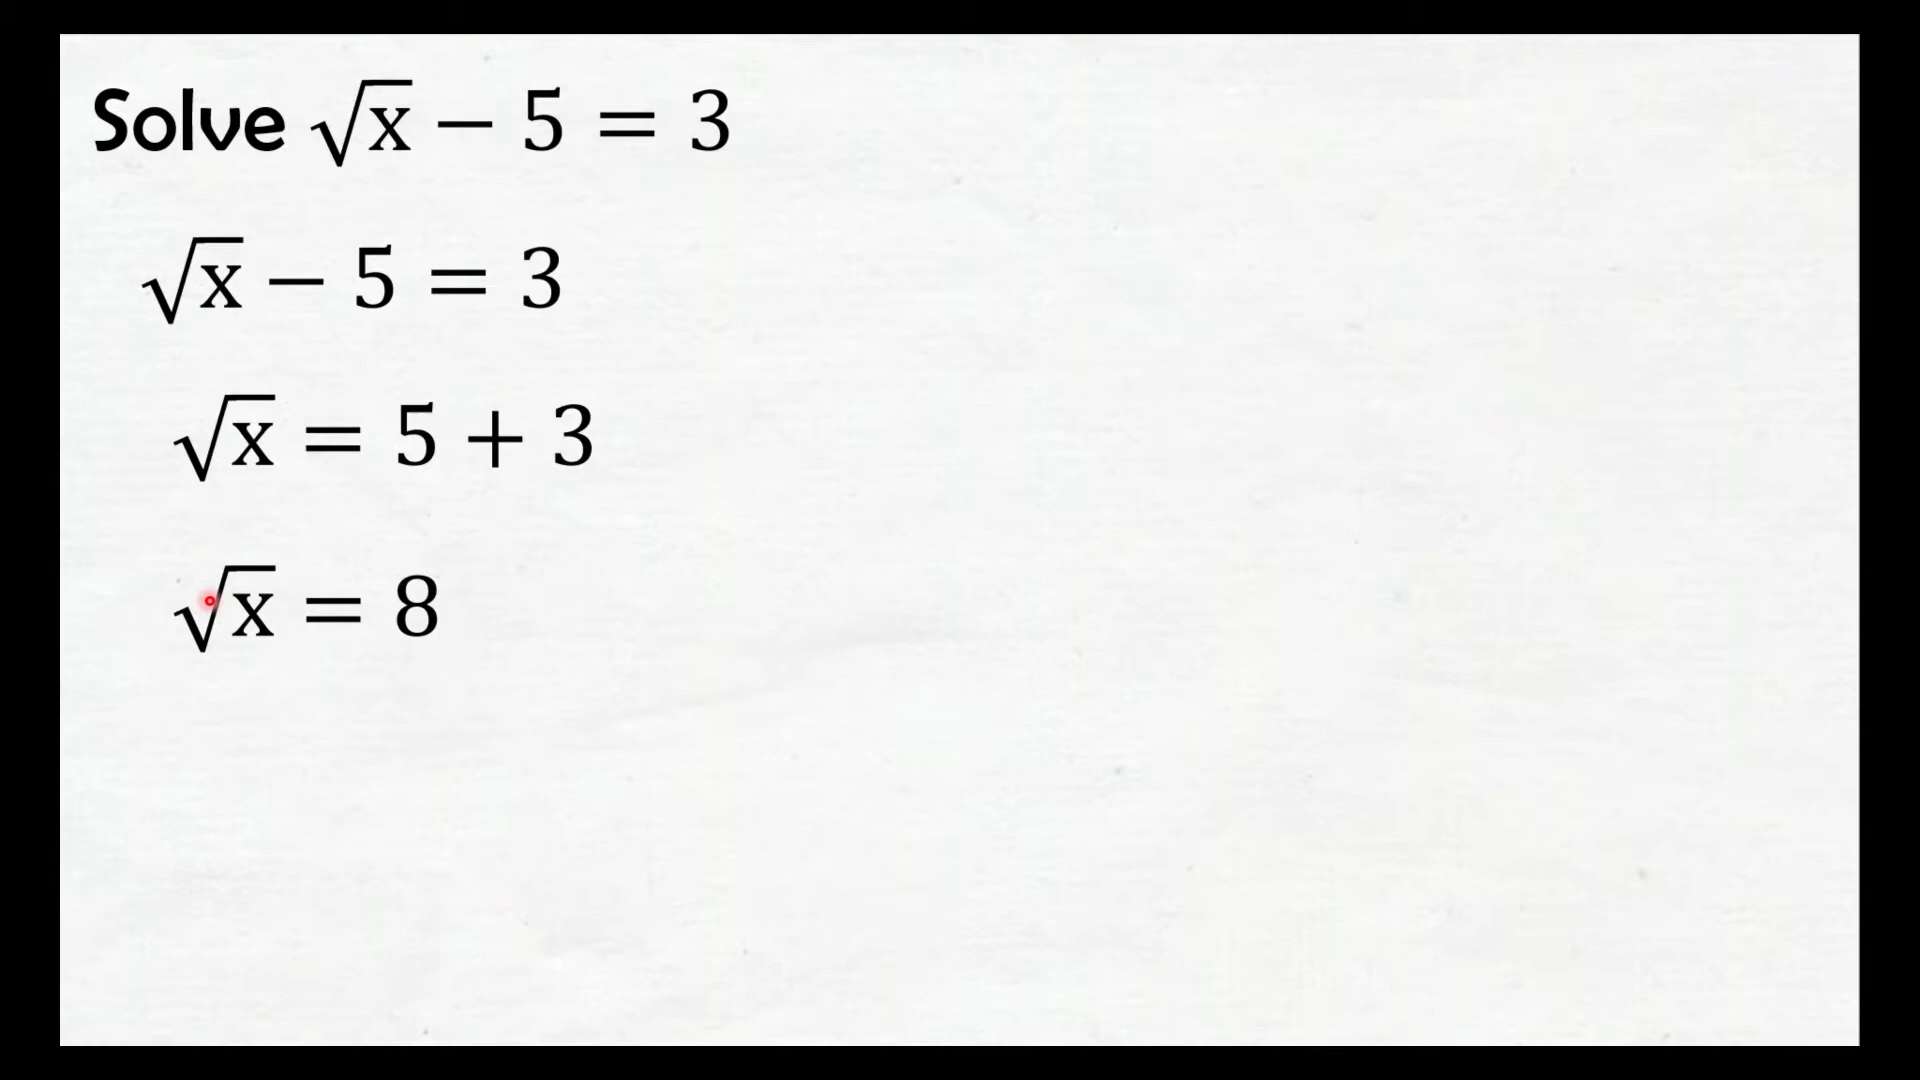 Solve √x − 5 = 3
√x − 5 = 3
√x = 5 + 3
√x = 8